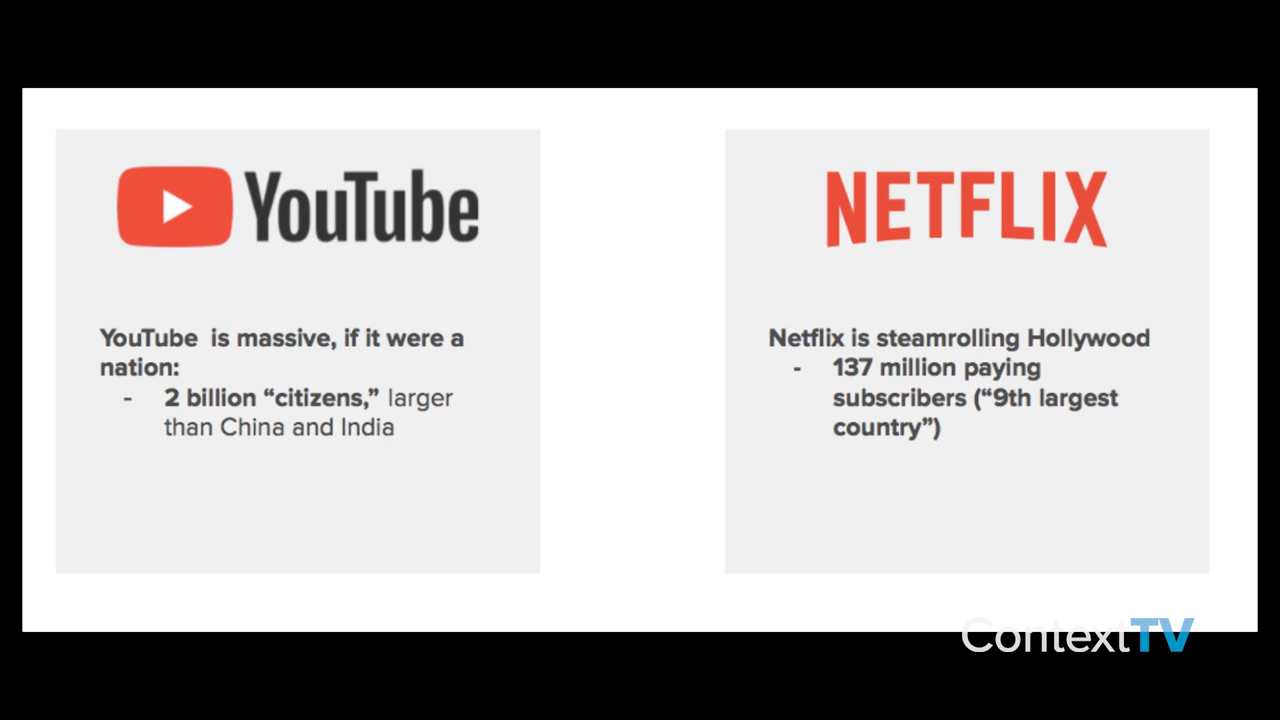 YouTube
YouTube is massive, if it were a
nation:
- 2 billion “citizens,” larger
than China and India
NETFLIX
Netflix is steamrolling Hollywood
- 137 million paying
subscribers (“9th largest
country”)
ContextTV